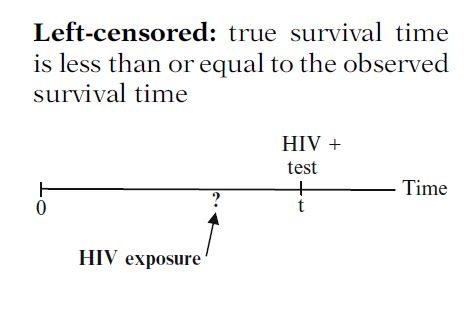 Left-censored: true survival time
is less than or equal to the observed
survival time
HIV +
test
Time
0
?
t
HIV exposure